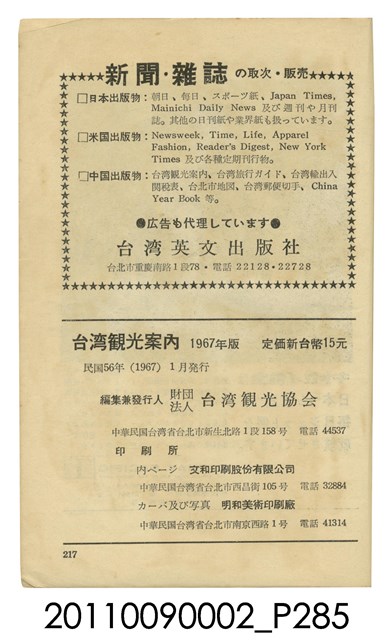 新聞・雜誌の取次・販売
□日本出版物：朝日、毎日、スポーツ紙、Japan Times,
Mainichi Daily News 及び週刊や月刊
誌。其他の日刊紙や業界紙も扱っています。
□米国出版物：Newsweek, Time, Life, Apparel
Fashion, Reader's Digest, New York
Times 及び各種定期刊行物。
□中国出版物：台湾観光案内、台湾旅行ガイド、台湾輸出入
関税表、台北市地図、台湾郵便切手、China
Year Book 等。
●広告も代理しています●
台湾英文出版社
台北市重慶南路1段78・電話 22128・22728
台湾観光案內 1967年版 定価新台幣15元
民国56年（1967）1月発行
編集兼發行人 財団法人 台湾観光協会
中華民国台湾省台北市新生北路1段158号 電話 44537
印刷所
内ページ 文和印刷股份有限公司
中華民国台湾省台北市西昌街105号 電話 32884
カーバ及び写真 明和美術印刷廠
中華民国台湾省台北市南京西路1号 電話 41314
217
20110090002_P285